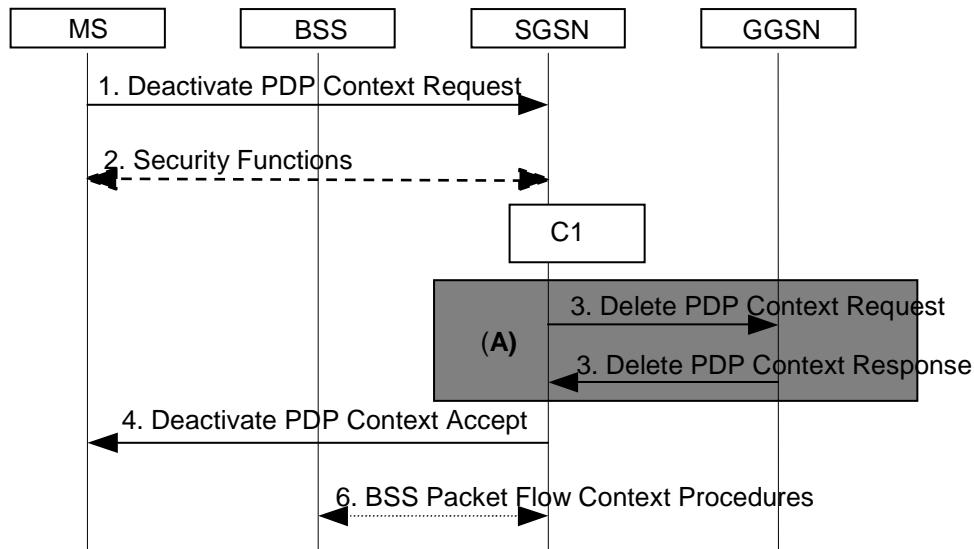 MS
BSS
SGSN
GGSN
1. Deactivate PDP Context Request
2. Security Functions
C1
3. Delete PDP Context Request
(A)
3. Delete PDP Context Response
4. Deactivate PDP Context Accept
6. BSS Packet Flow Context Procedures